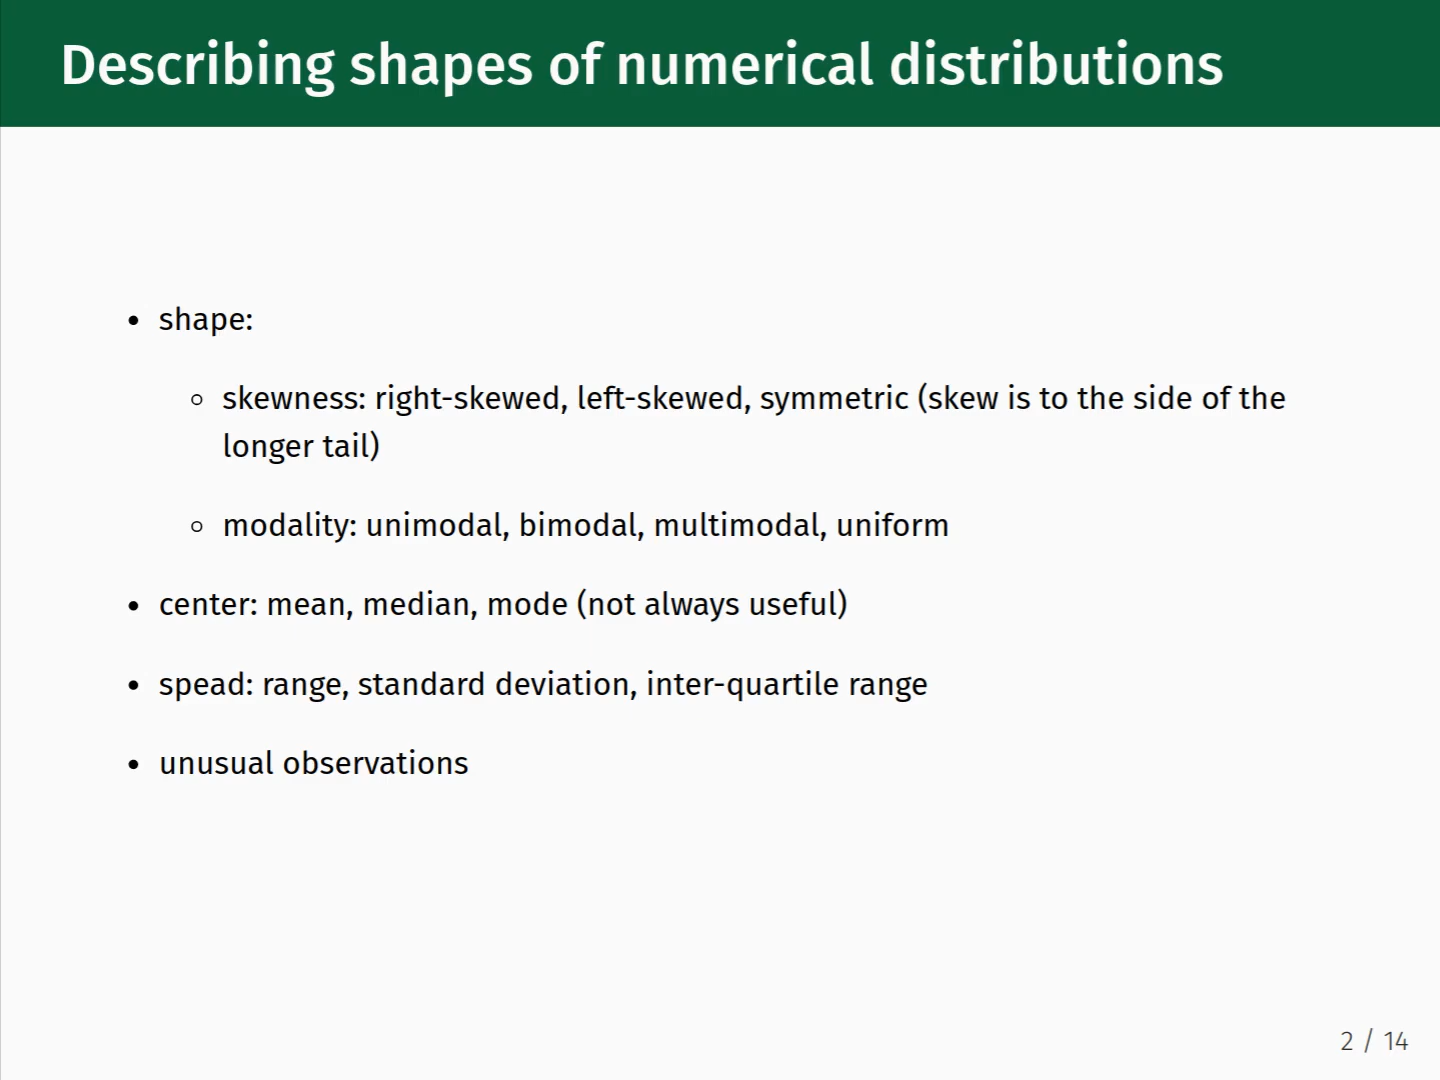 Describing shapes of numerical distributions
• shape:
◦ skewness: right-skewed, left-skewed, symmetric (skew is to the side of the
longer tail)
◦ modality: unimodal, bimodal, multimodal, uniform
• center: mean, median, mode (not always useful)
• spead: range, standard deviation, inter-quartile range
• unusual observations
2 / 14